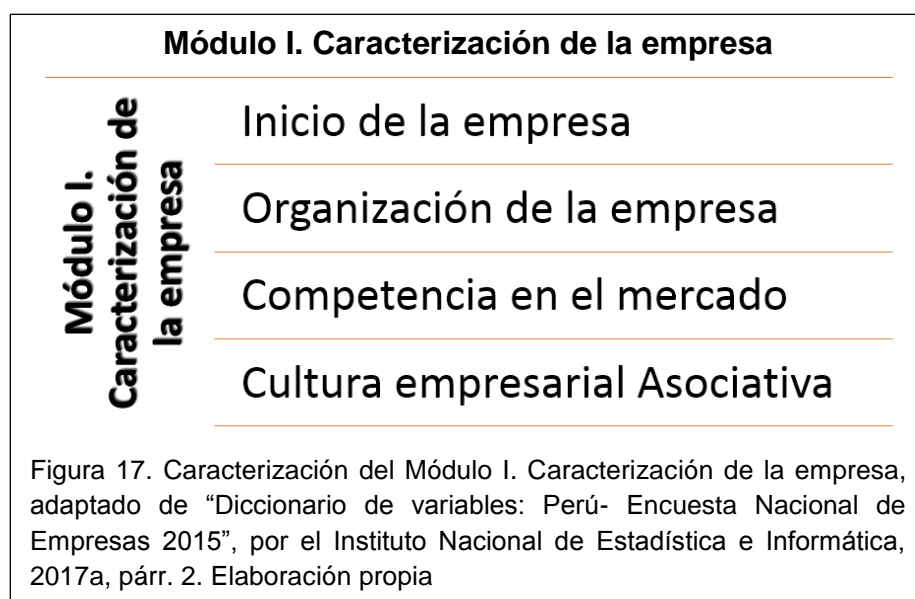 Módulo I. Caracterización de la empresa
Módulo I.
Caracterización de
la empresa
Inicio de la empresa
Organización de la empresa
Competencia en el mercado
Cultura empresarial Asociativa
Figura 17. Caracterización del Módulo I. Caracterización de la empresa,
adaptado de “Diccionario de variables: Perú- Encuesta Nacional de
Empresas 2015”, por el Instituto Nacional de Estadística e Informática,
2017a, párr. 2. Elaboración propia